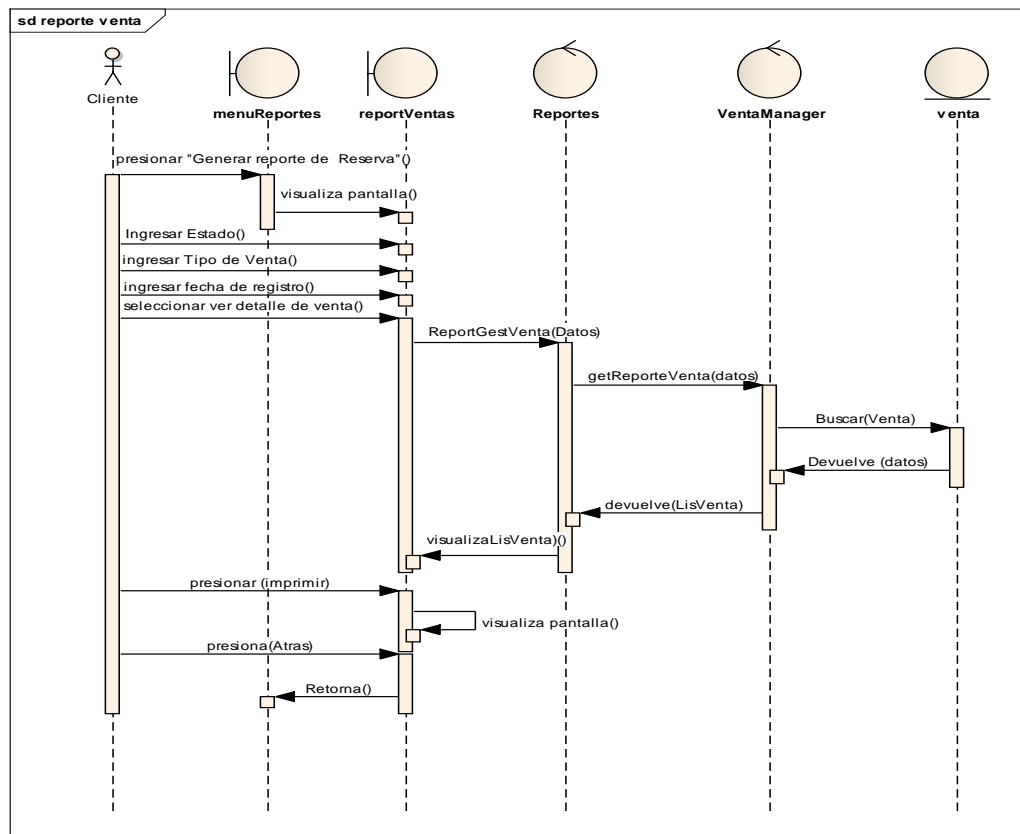 sd reporte venta
Cliente
menuReportes
reportVentas
Reportes
VentaManager
venta
presionar "Generar reporte de Reserva"()
visualiza pantalla()
Ingresar Estado()
ingresar Tipo de Venta()
ingresar fecha de registro()
seleccionar ver detalle de venta()
ReportGestVenta(Datos)
getReporteVenta(datos)
Buscar(Venta)
Devuelve (datos)
devuelve(LisVenta)
visualizaLisVenta)()
presionar (imprimir)
visualiza pantalla()
presiona(Atras)
Retorna()